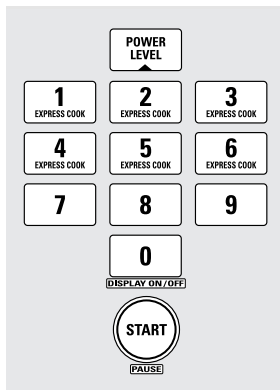 POWER
LEVEL
1 2 3
EXPRESS COOK EXPRESS COOK EXPRESS COOK
4 5 6
EXPRESS COOK EXPRESS COOK EXPRESS COOK
7 8 9
0
DISPLAY ON/OFF
START
PAUSE